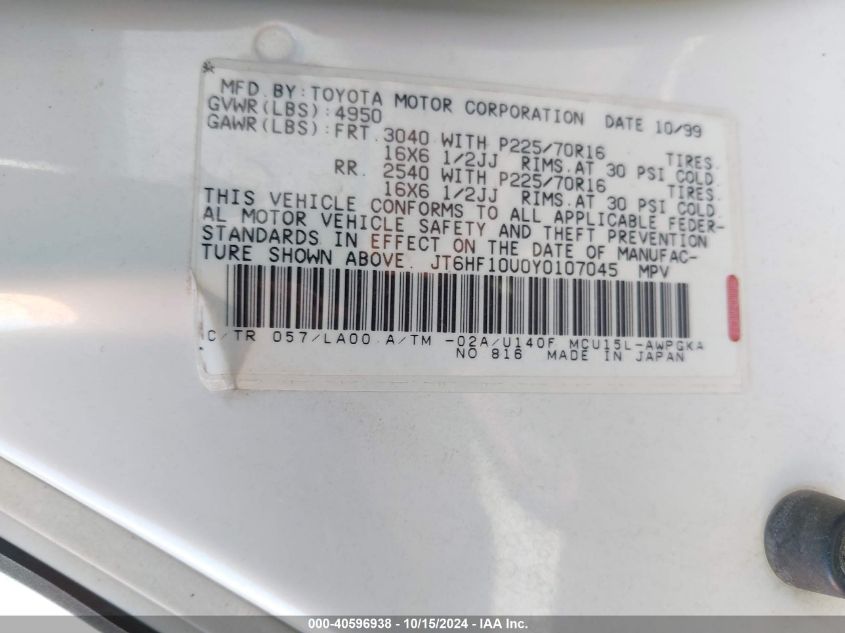 MFD.BY:TOYOTA MOTOR CORPORATION DATE 10/99
GVWR(LBS):4950
GAWR(LBS):FRT. 3040 WITH P225/70R16 TIRES.
16X6 1/2JJ RIMS.AT 30 PSI COLD.
RR. 2540 WITH P225/70R16 TIRES.
16X6 1/2JJ RIMS.AT 30 PSI COLD.
THIS VEHICLE CONFORMS TO ALL APPLICABLE FEDER-
AL MOTOR VEHICLE SAFETY AND THEFT PREVENTION
STANDARDS IN EFFECT ON THE DATE OF MANUFAC-
TURE SHOWN ABOVE. JT6HF10U0Y0107045 MPV
C/TR 057/LA00 A/TM -02A/U140F MCU15L-AWPGKA
NO 816 MADE IN JAPAN
000-40596938 - 10/15/2024 - IAA Inc.